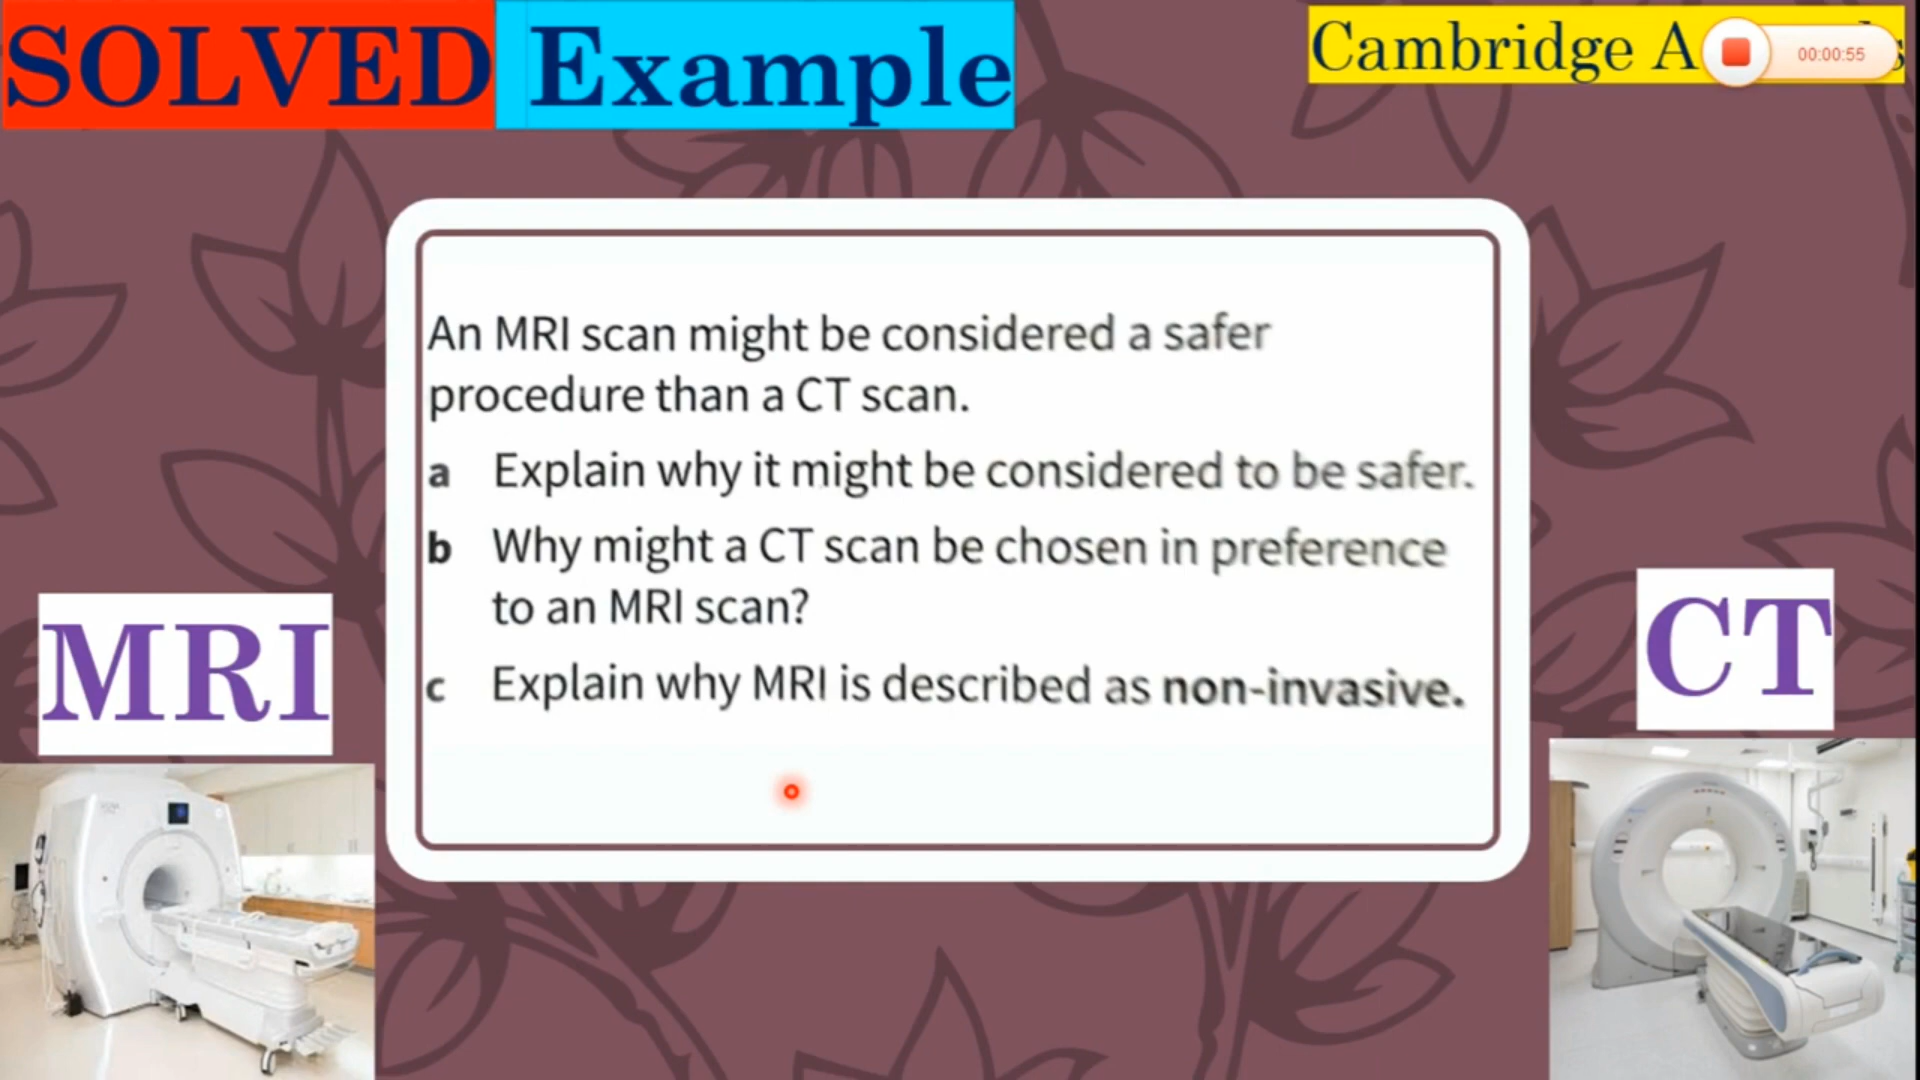 SOLVED Example
Cambridge A
00:00:55
An MRI scan might be considered a safer
procedure than a CT scan.
a Explain why it might be considered to be safer.
b Why might a CT scan be chosen in preference
to an MRI scan?
c Explain why MRI is described as non-invasive.
MRI
CT